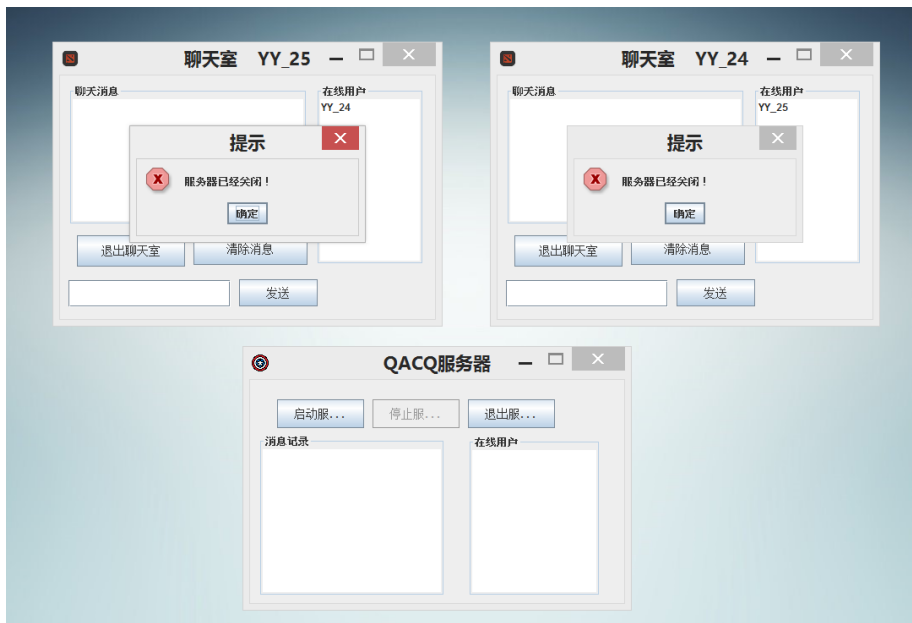 聊天室 YY_25
聊天消息
在线用户
YY_24
提示
服务器已经关闭！
确定
退出聊天室
清除消息
发送
聊天室 YY_24
聊天消息
在线用户
YY_25
提示
服务器已经关闭！
确定
退出聊天室
清除消息
发送
QACQ服务器
启动服...
停止服...
退出服...
消息记录
在线用户